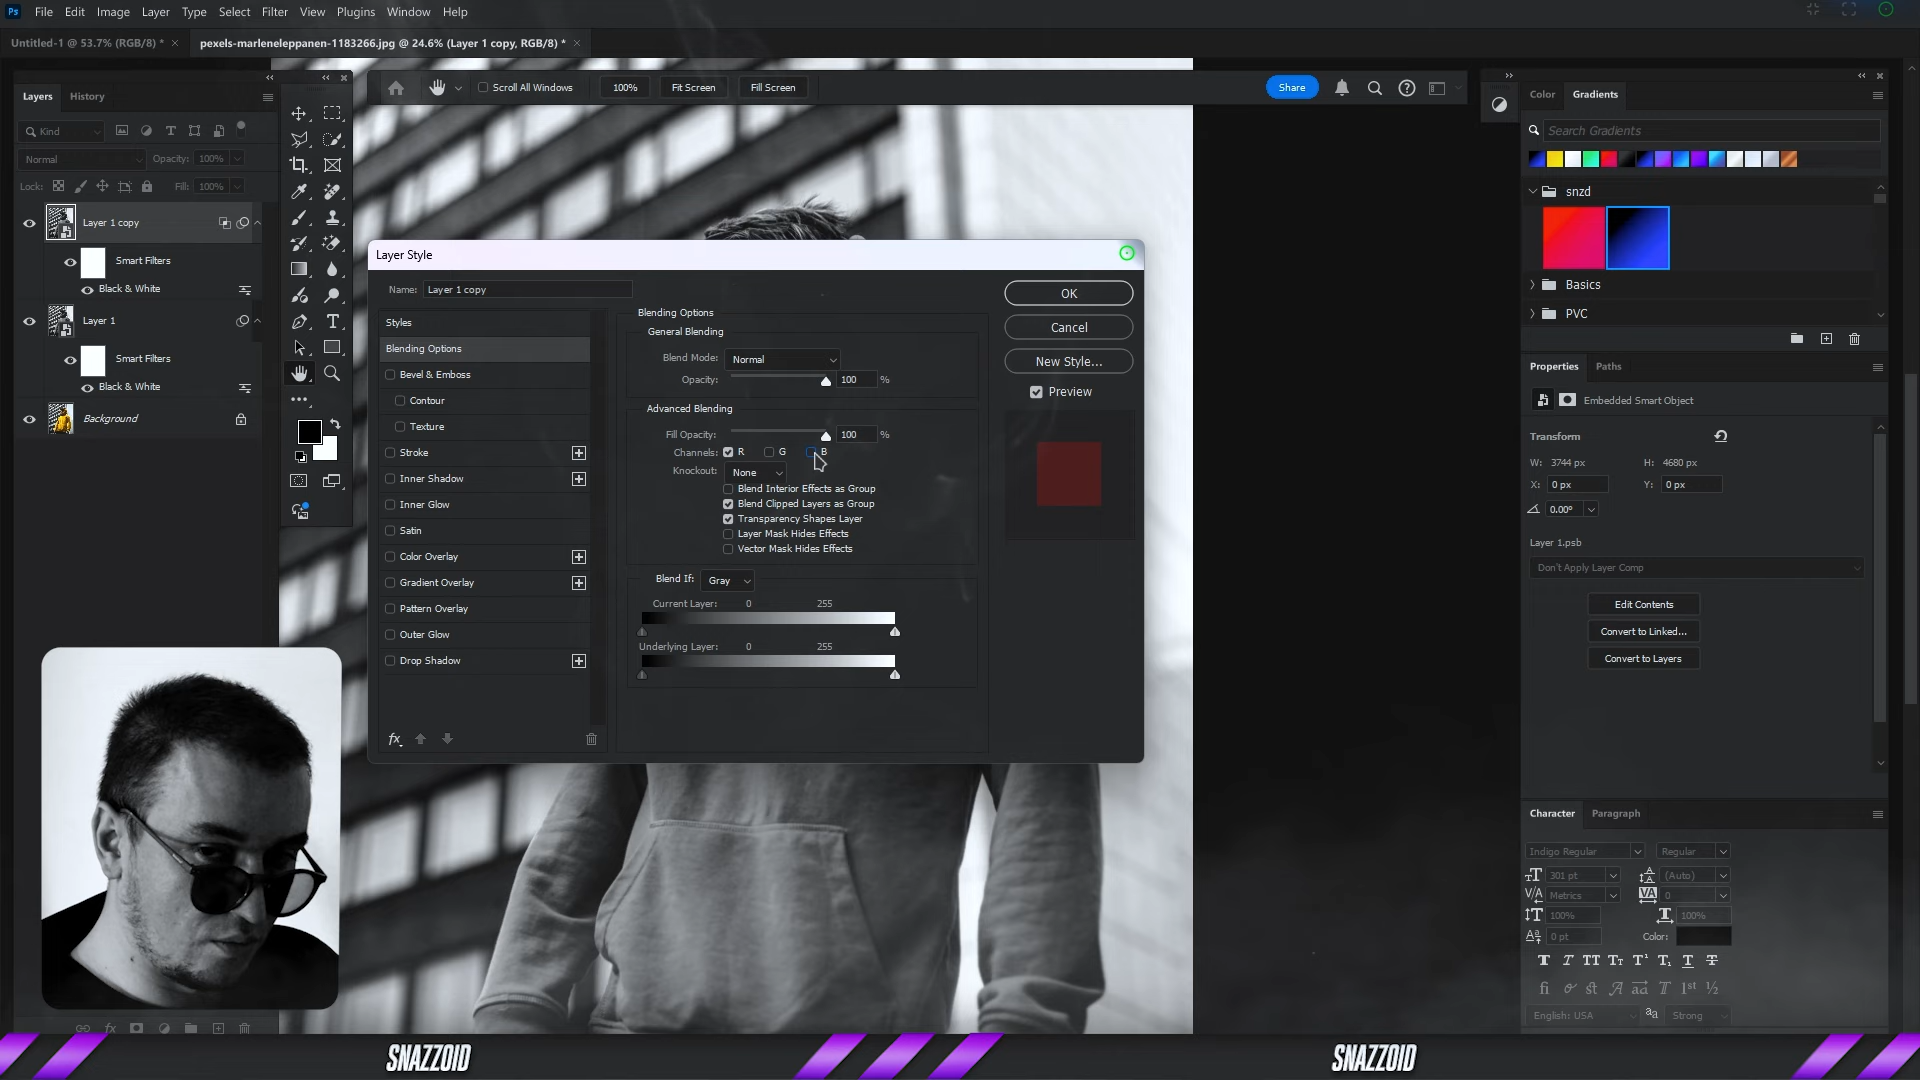 Ps File Edit Image Layer Type Select Filter View Plugins Window Help
Untitled-1 @ 53.7% (RGB/8) * ×
pexels-marleneleppanen-1183266.jpg @ 24.6% (Layer 1 copy, RGB/8) * ×
Layers History
Kind
Normal Opacity: 100%
Lock: Fill: 100%
Layer 1 copy
Smart Filters
Black & White
Layer 1
Smart Filters
Black & White
Background
Scroll All Windows 100% Fit Screen Fill Screen
Share
Layer Style
Name: Layer 1 copy
Styles
Blending Options
Bevel & Emboss
Contour
Texture
Stroke
Inner Shadow
Inner Glow
Satin
Color Overlay
Gradient Overlay
Pattern Overlay
Outer Glow
Drop Shadow
fx
Blending Options
General Blending
Blend Mode: Normal
Opacity: 100 %
Advanced Blending
Fill Opacity: 100 %
Channels: R G B
Knockout: None
Blend Interior Effects as Group
Blend Clipped Layers as Group
Transparency Shapes Layer
Layer Mask Hides Effects
Vector Mask Hides Effects
Blend If: Gray
Current Layer: 0 255
Underlying Layer: 0 255
OK
Cancel
New Style...
Preview
Color Gradients
Search Gradients
snzd
Basics
PVC
Properties Paths
Embedded Smart Object
Transform
W: 3744 px H: 4680 px
X: 0 px Y: 0 px
0.00°
Layer 1.psb
Don't Apply Layer Comp
Edit Contents
Convert to Linked...
Convert to Layers
Character Paragraph
Indigo Regular Regular
301 pt (Auto)
Metrics 0
100% 100%
0 pt Color:
English: USA aa Strong
SNAZZOID SNAZZOID